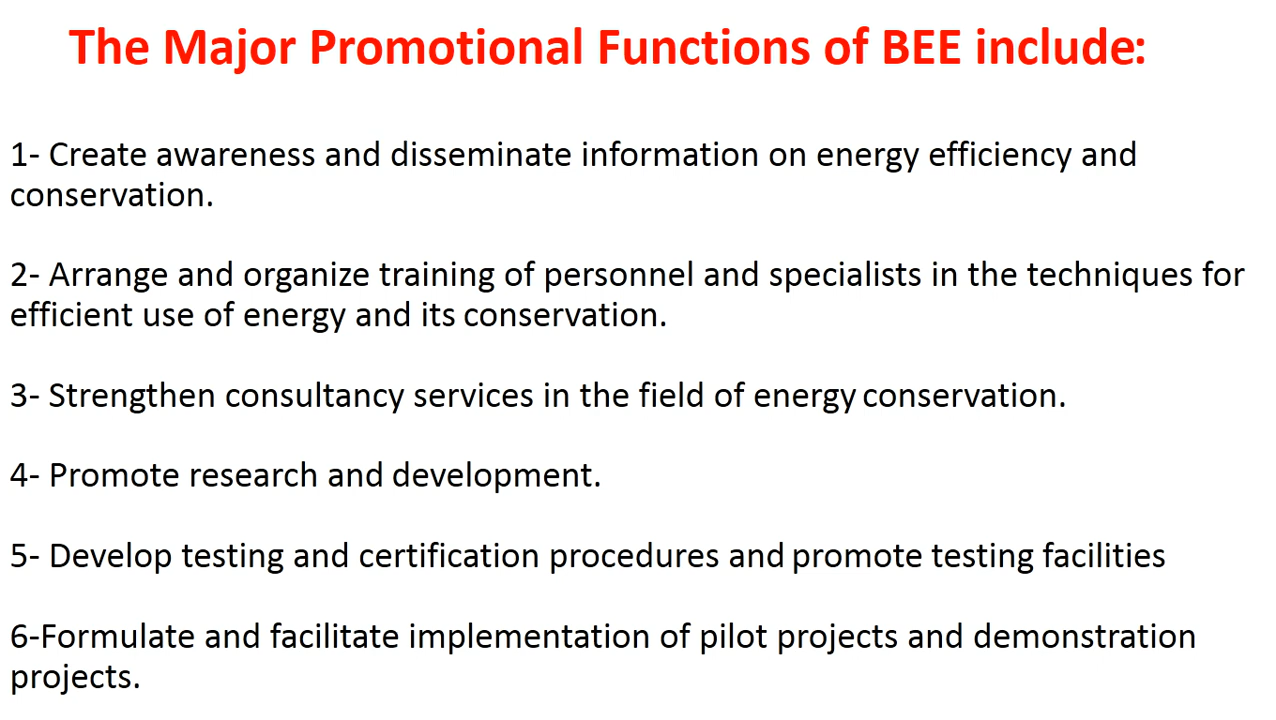 The Major Promotional Functions of BEE include:
1- Create awareness and disseminate information on energy efficiency and
conservation.
2- Arrange and organize training of personnel and specialists in the techniques for
efficient use of energy and its conservation.
3- Strengthen consultancy services in the field of energy conservation.
4- Promote research and development.
5- Develop testing and certification procedures and promote testing facilities
6-Formulate and facilitate implementation of pilot projects and demonstration
projects.